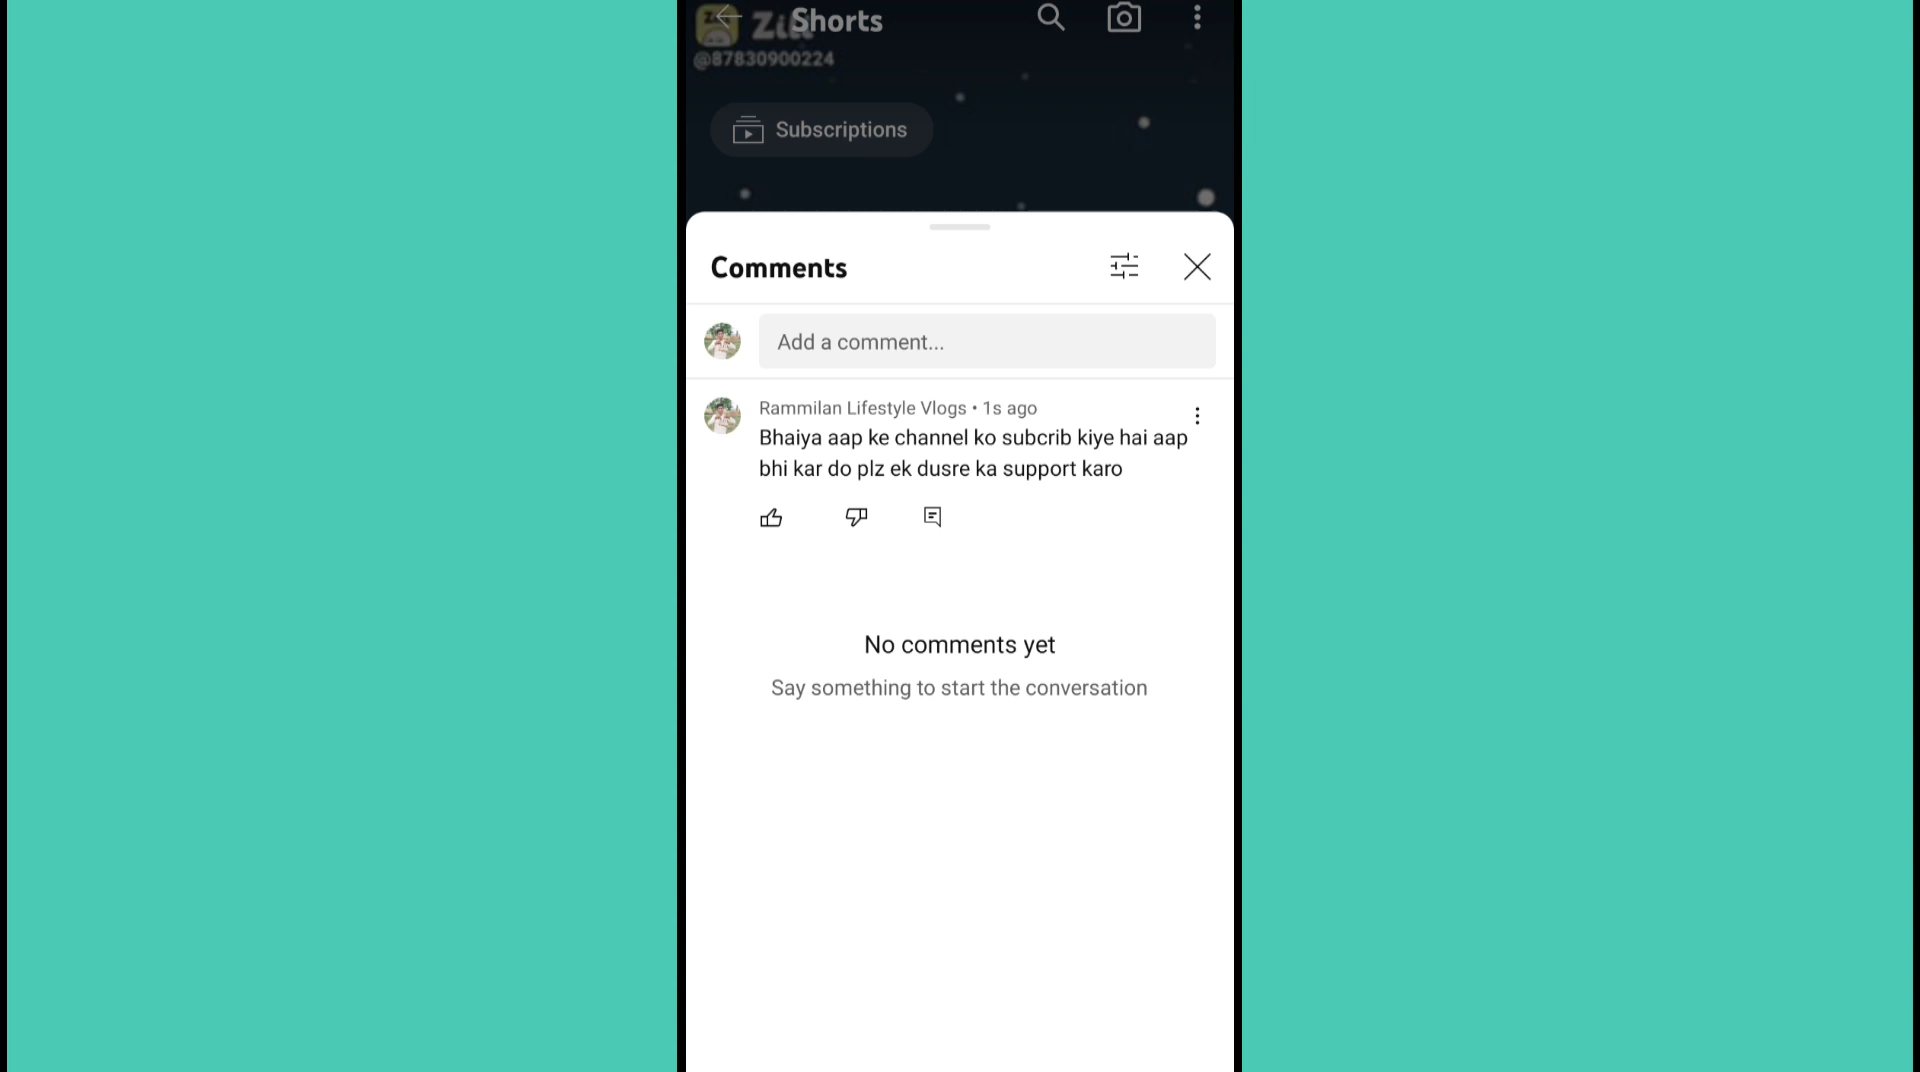 Shorts
@87830900224
Subscriptions
Comments
Add a comment...
Rammilan Lifestyle Vlogs • 1s ago
Bhaiya aap ke channel ko subcrib kiye hai aap
bhi kar do plz ek dusre ka support karo
No comments yet
Say something to start the conversation